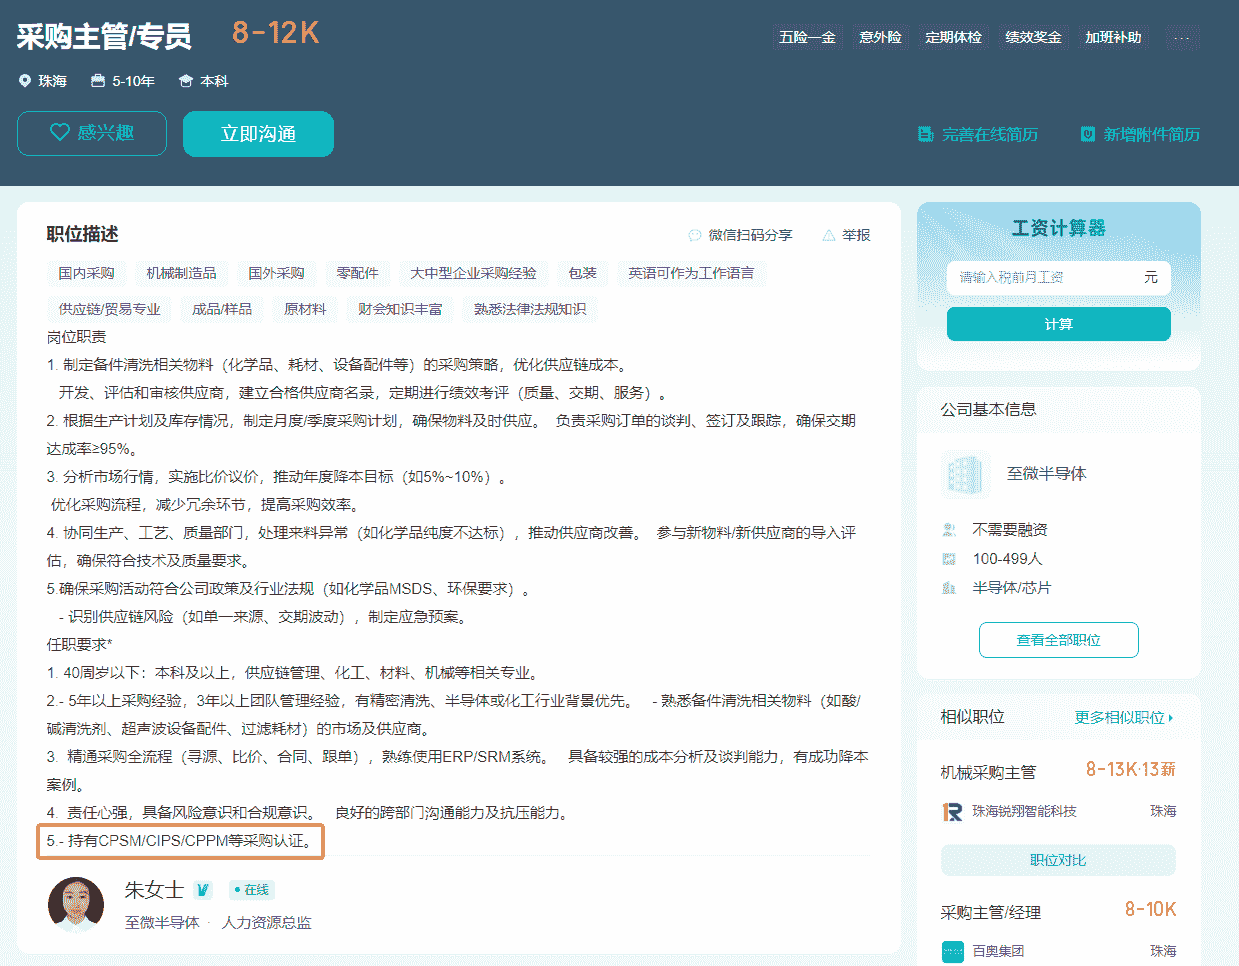 采购主管/专员 8-12K
五险一金 意外险 定期体检 绩效奖金 加班补助 ...
珠海 5-10年 本科
感兴趣 立即沟通
完善在线简历 新增附件简历
职位描述
微信扫码分享 举报
国内采购 机械制造品 国外采购 零配件 大中型企业采购经验 包装 英语可作为工作语言
供应链/贸易专业 成品/样品 原材料 财会知识丰富 熟悉法律法规知识
岗位职责
1. 制定备件清洗相关物料（化学品、耗材、设备配件等）的采购策略，优化供应链成本。
开发、评估和审核供应商，建立合格供应商名录，定期进行绩效考评（质量、交期、服务）。
2. 根据生产计划及库存情况，制定月度/季度采购计划，确保物料及时供应。 负责采购订单的谈判、签订及跟踪，确保交期
达成率≥95%。
3. 分析市场行情，实施比价议价，推动年度降本目标（如5%~10%）。
优化采购流程，减少冗余环节，提高采购效率。
4. 协同生产、工艺、质量部门，处理来料异常（如化学品纯度不达标），推动供应商改善。 参与新物料/新供应商的导入评
估，确保符合技术及质量要求。
5.确保采购活动符合公司政策及行业法规（如化学品MSDS、环保要求）。
- 识别供应链风险（如单一来源、交期波动），制定应急预案。
任职要求*
1. 40周岁以下：本科及以上，供应链管理、化工、材料、机械等相关专业。
2.- 5年以上采购经验，3年以上团队管理经验，有精密清洗、半导体或化工行业背景优先。 - 熟悉备件清洗相关物料（如酸/
碱清洗剂、超声波设备配件、过滤耗材）的市场及供应商。
3. 精通采购全流程（寻源、比价、合同、跟单），熟练使用ERP/SRM系统。 具备较强的成本分析及谈判能力，有成功降本
案例。
4. 责任心强，具备风险意识和合规意识。 良好的跨部门沟通能力及抗压能力。
5.- 持有CPSM/CIPS/CPPM等采购认证。
朱女士 在线
至微半导体 · 人力资源总监
工资计算器
请输入税前月工资 元
计算
公司基本信息
至微半导体
不需要融资
100-499人
半导体/芯片
查看全部职位
相似职位 更多相似职位
机械采购主管 8-13K·13薪
珠海锐翔智能科技 珠海
职位对比
采购主管/经理 8-10K
百奥集团 珠海